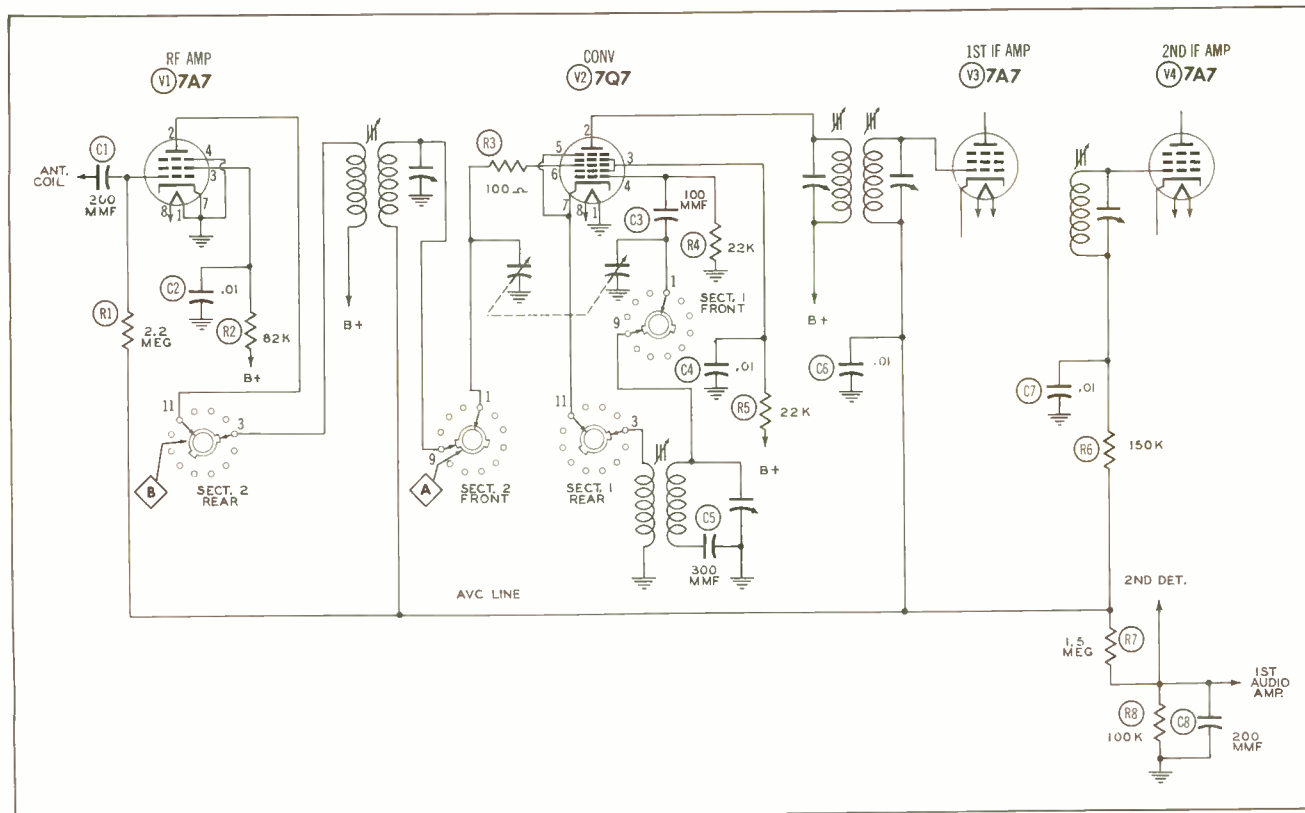 RF AMP
V1 7A7
CONV
V2 7Q7
1ST IF AMP
V3 7A7
2ND IF AMP
V4 7A7
C1
ANT.
COIL
200
MMF
2
4
3
8
1
7
R3
100 Ω
2
5
6
3
4
7
8
1
100
MMF
C3
R4
22K
C2
.01
R1
2.2
MEG
R2
82K
B+
B+
1
SECT. 1
FRONT
9
C4
.01
R5
22K
B+
B+
C6
.01
C7
.01
R6
150K
11
3
B
SECT. 2
REAR
1
9
A
SECT. 2
FRONT
11
3
SECT. 1
REAR
C5
300
MMF
AVC LINE
2ND DET.
1.5
MEG
R7
1ST
AUDIO
AMP.
R8
100K
C8
200
MMF